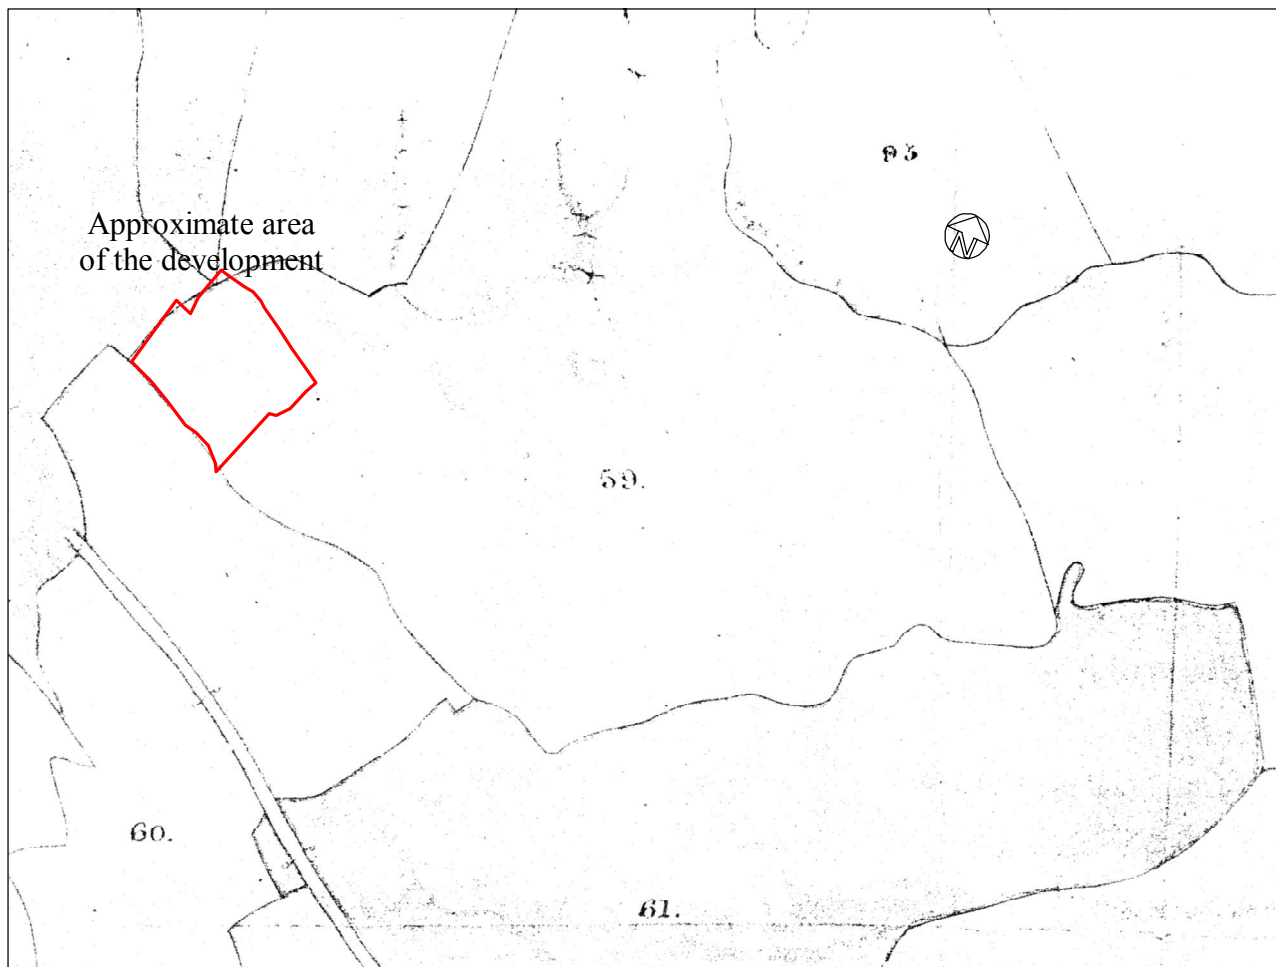 Approximate area
of the development
59.
60.
61.